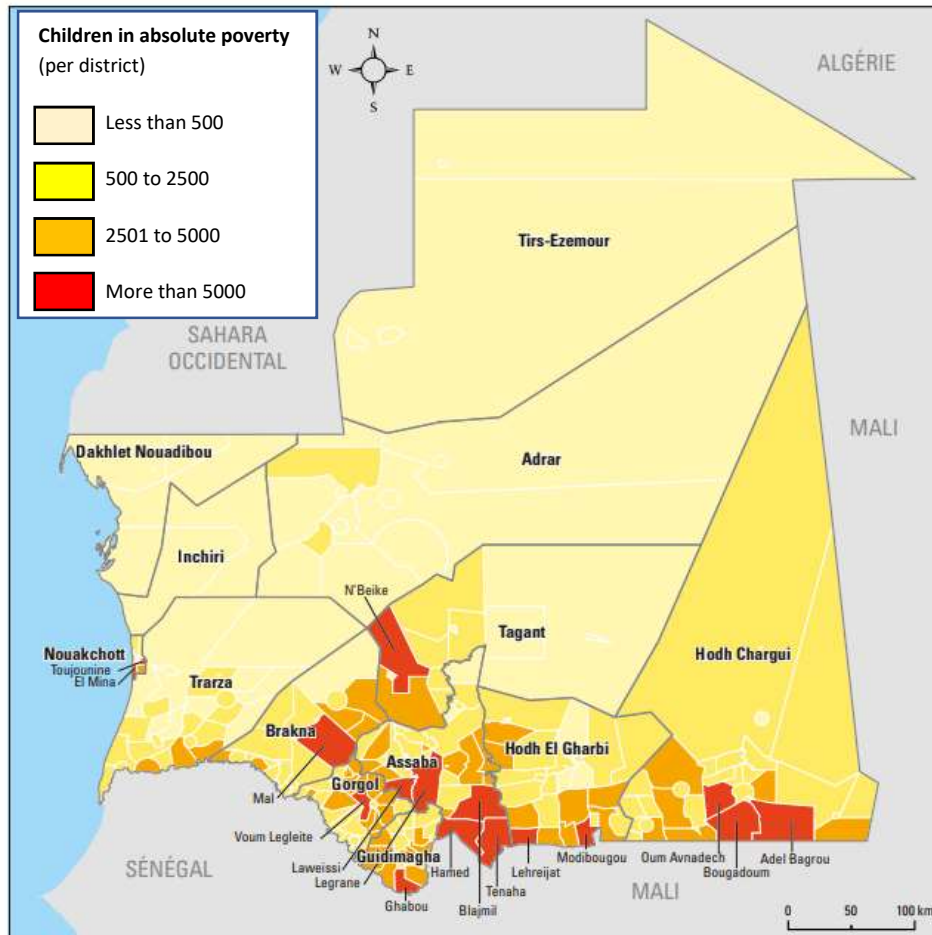 Children in absolute poverty
(per district)
Less than 500
500 to 2500
2501 to 5000
More than 5000
N
W
E
S
ALGÉRIE
Tirs-Ezemour
SAHARA
OCCIDENTAL
MALI
Dakhlet Nouadibou
Adrar
Inchiri
N'Beike
Tagant
Nouakchott
Toujounine
El Mina
Trarza
Hodh Chargui
Brakna
Hodh El Gharbi
Assaba
Gorgol
Mal
Voum Legleite
Guidimagha
Laweissi
Legrane
Hamed
Lehreijat
Modibougou
Oum Avnadech
Adel Bagrou
Bougadoum
Tenaha
Blajmil
Ghabou
SÉNÉGAL
MALI
0 50 100 km